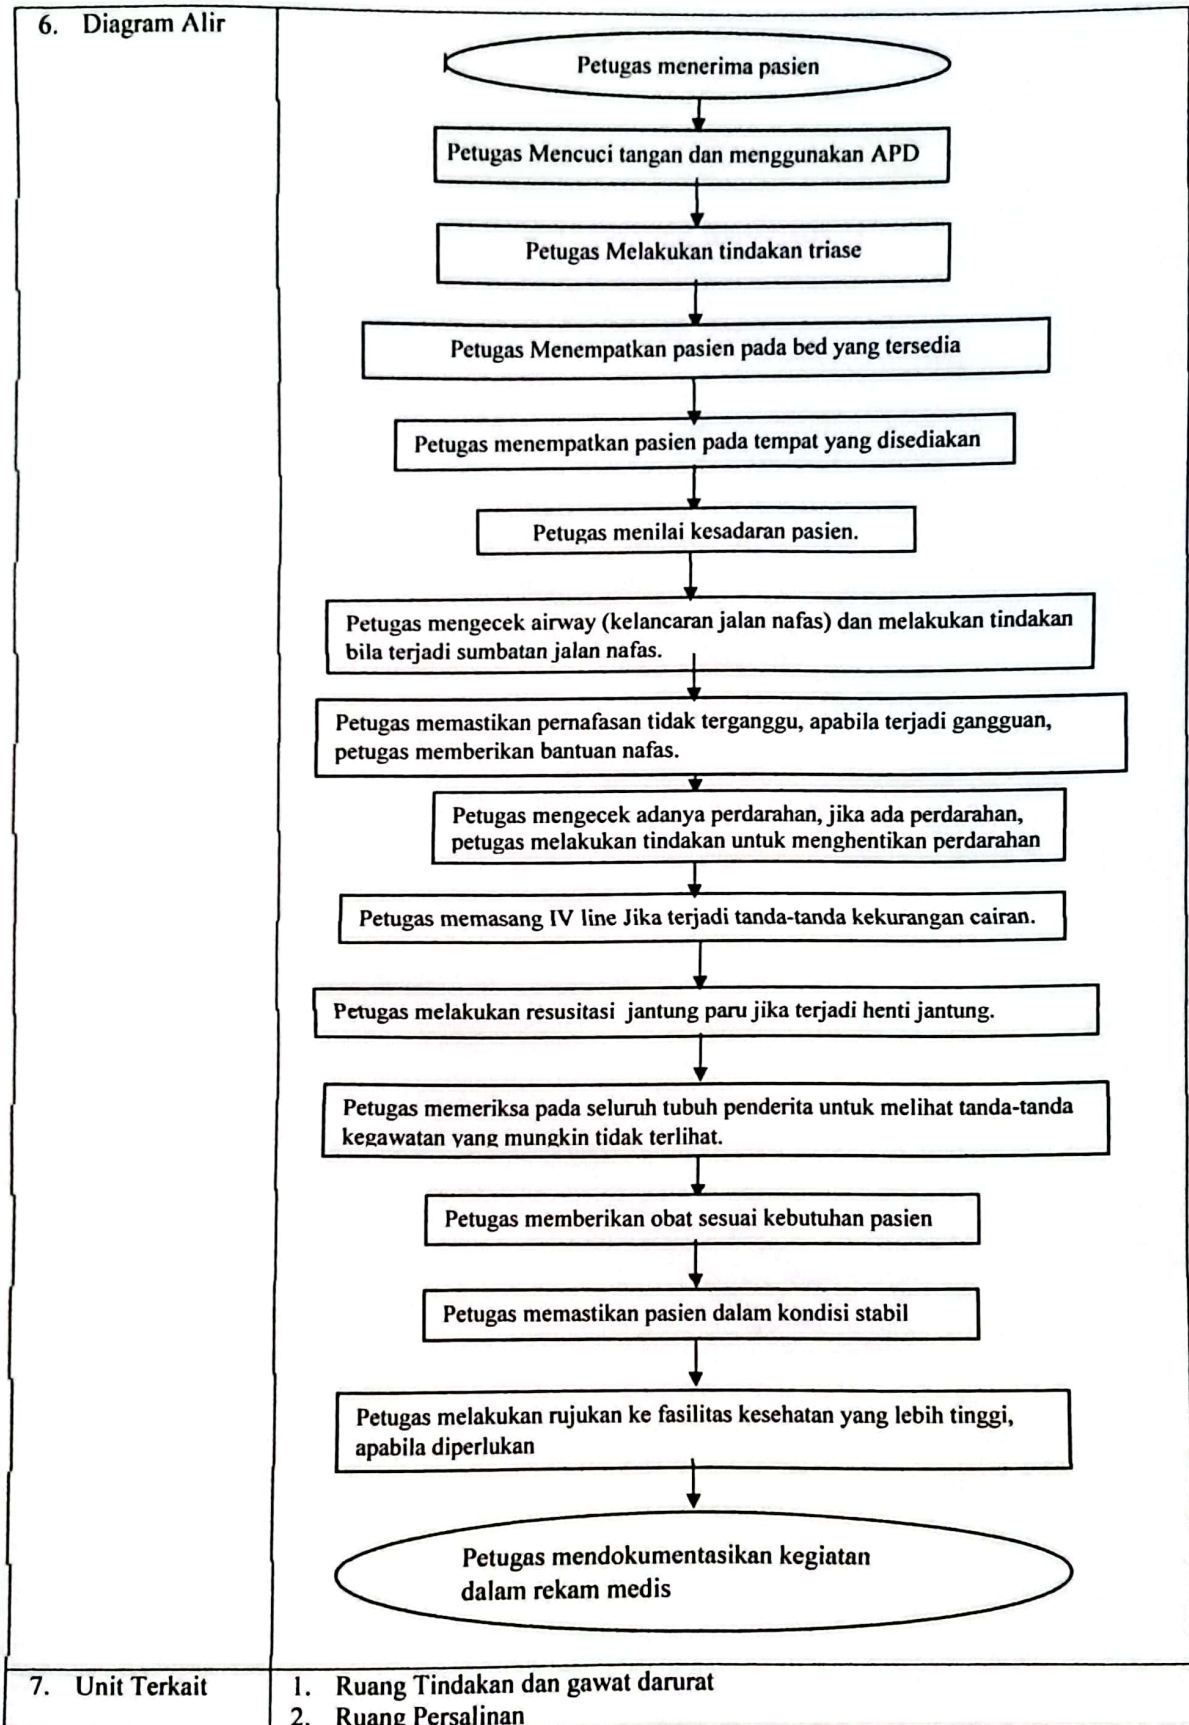 6. Diagram Alir
Petugas menerima pasien
Petugas Mencuci tangan dan menggunakan APD
Petugas Melakukan tindakan triase
Petugas Menempatkan pasien pada bed yang tersedia
Petugas menempatkan pasien pada tempat yang disediakan
Petugas menilai kesadaran pasien.
Petugas mengecek airway (kelancaran jalan nafas) dan melakukan tindakan
bila terjadi sumbatan jalan nafas.
Petugas memastikan pernafasan tidak terganggu, apabila terjadi gangguan,
petugas memberikan bantuan nafas.
Petugas mengecek adanya perdarahan, jika ada perdarahan,
petugas melakukan tindakan untuk menghentikan perdarahan
Petugas memasang IV line Jika terjadi tanda-tanda kekurangan cairan.
Petugas melakukan resusitasi jantung paru jika terjadi henti jantung.
Petugas memeriksa pada seluruh tubuh penderita untuk melihat tanda-tanda
kegawatan yang mungkin tidak terlihat.
Petugas memberikan obat sesuai kebutuhan pasien
Petugas memastikan pasien dalam kondisi stabil
Petugas melakukan rujukan ke fasilitas kesehatan yang lebih tinggi,
apabila diperlukan
Petugas mendokumentasikan kegiatan
dalam rekam medis
7. Unit Terkait
1. Ruang Tindakan dan gawat darurat
2. Ruang Persalinan